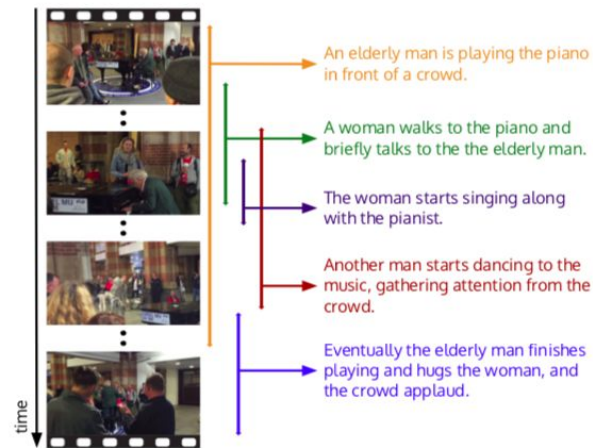 An elderly man is playing the piano
in front of a crowd.
A woman walks to the piano and
briefly talks to the the elderly man.
The woman starts singing along
with the pianist.
Another man starts dancing to the
music, gathering attention from the
crowd.
Eventually the elderly man finishes
playing and hugs the woman, and
the crowd applaud.
time
LMU